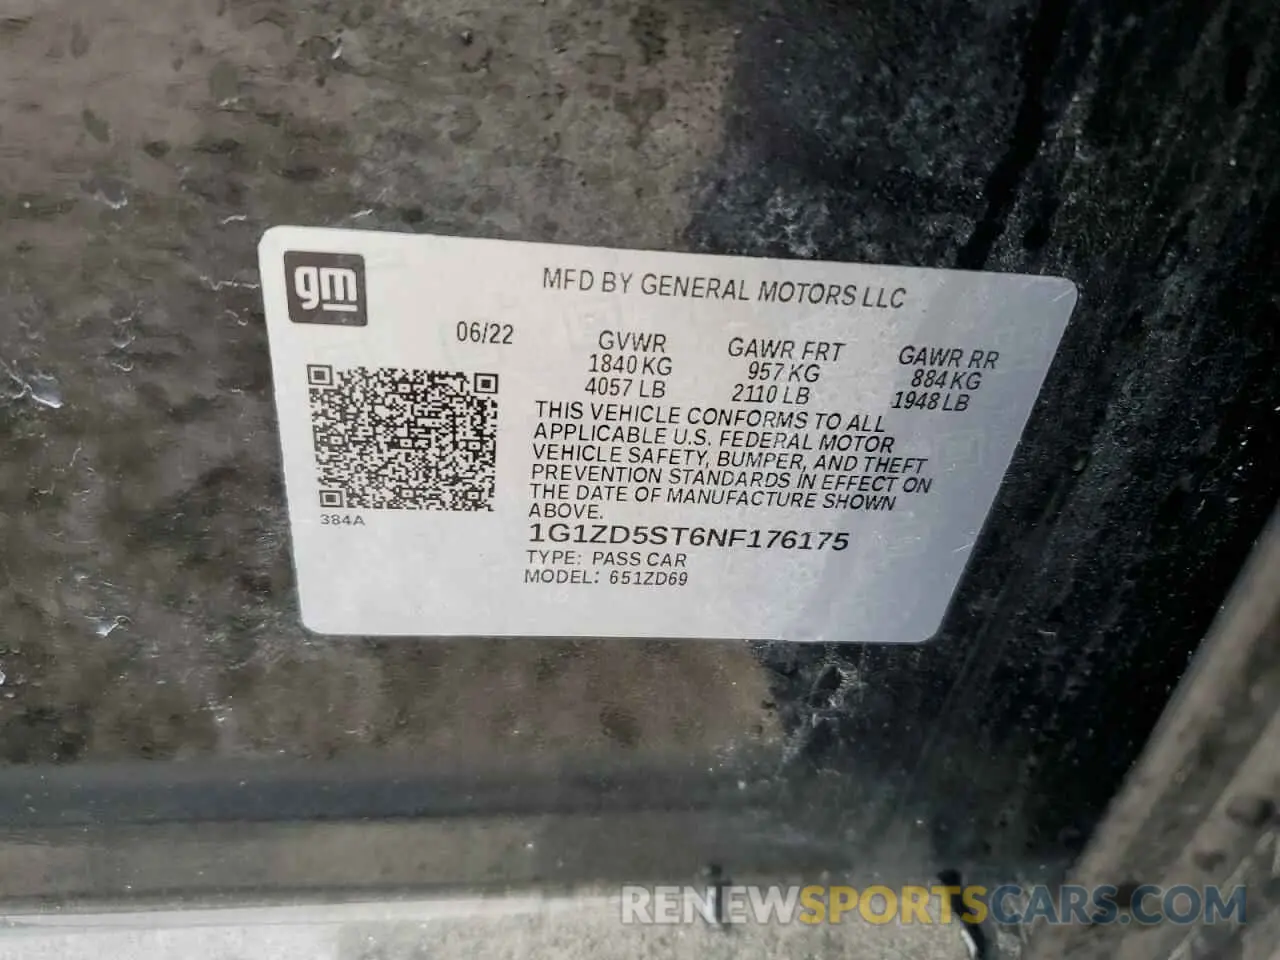 gm
MFD BY GENERAL MOTORS LLC
06/22
GVWR
1840 KG
4057 LB
GAWR FRT
957 KG
2110 LB
GAWR RR
884 KG
1948 LB
THIS VEHICLE CONFORMS TO ALL
APPLICABLE U.S. FEDERAL MOTOR
VEHICLE SAFETY, BUMPER, AND THEFT
PREVENTION STANDARDS IN EFFECT ON
THE DATE OF MANUFACTURE SHOWN
ABOVE.
384A
1G1ZD5ST6NF176175
TYPE: PASS CAR
MODEL: 651ZD69
RENEWSPORTSCARS.COM